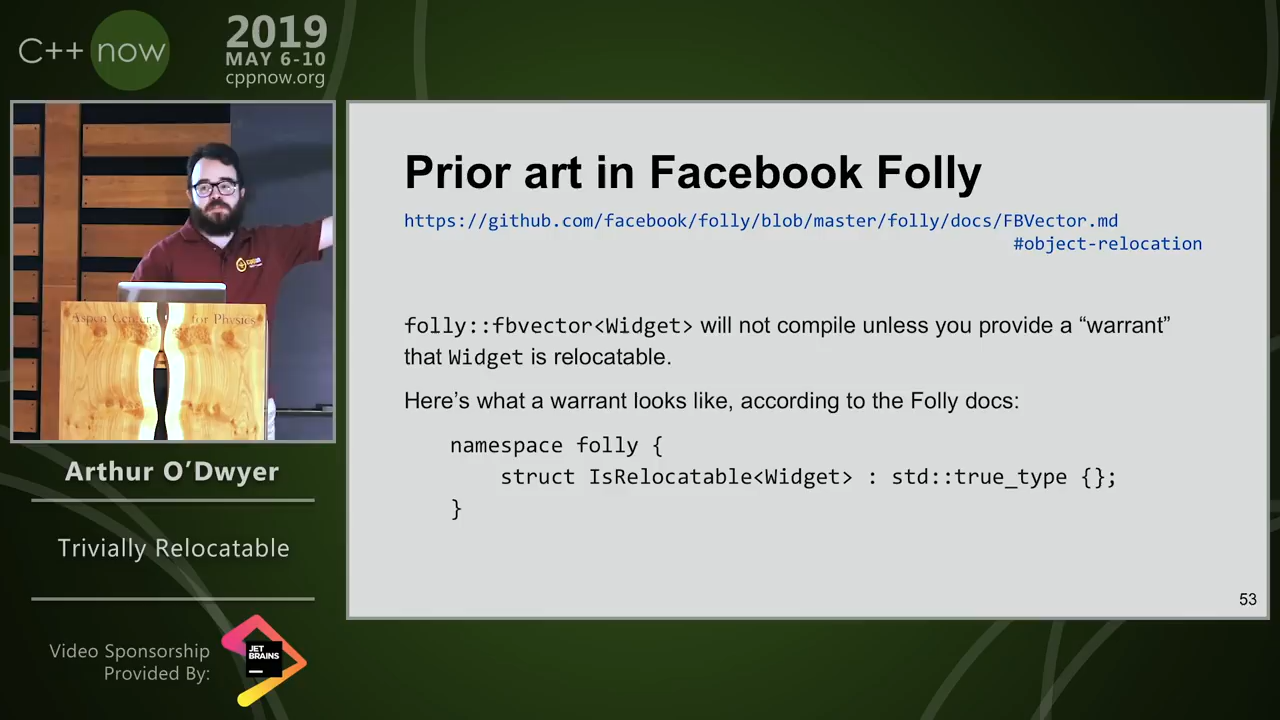 C++ now
2019
MAY 6-10
cppnow.org
Prior art in Facebook Folly
https://github.com/facebook/folly/blob/master/folly/docs/FBVector.md
#object-relocation
folly::fbvector<Widget> will not compile unless you provide a “warrant”
that Widget is relocatable.
Here’s what a warrant looks like, according to the Folly docs:
namespace folly {
struct IsRelocatable<Widget> : std::true_type {};
}
53
Aspen Center for Physics
Arthur O’Dwyer
Trivially Relocatable
Video Sponsorship
Provided By:
JET
BRAINS